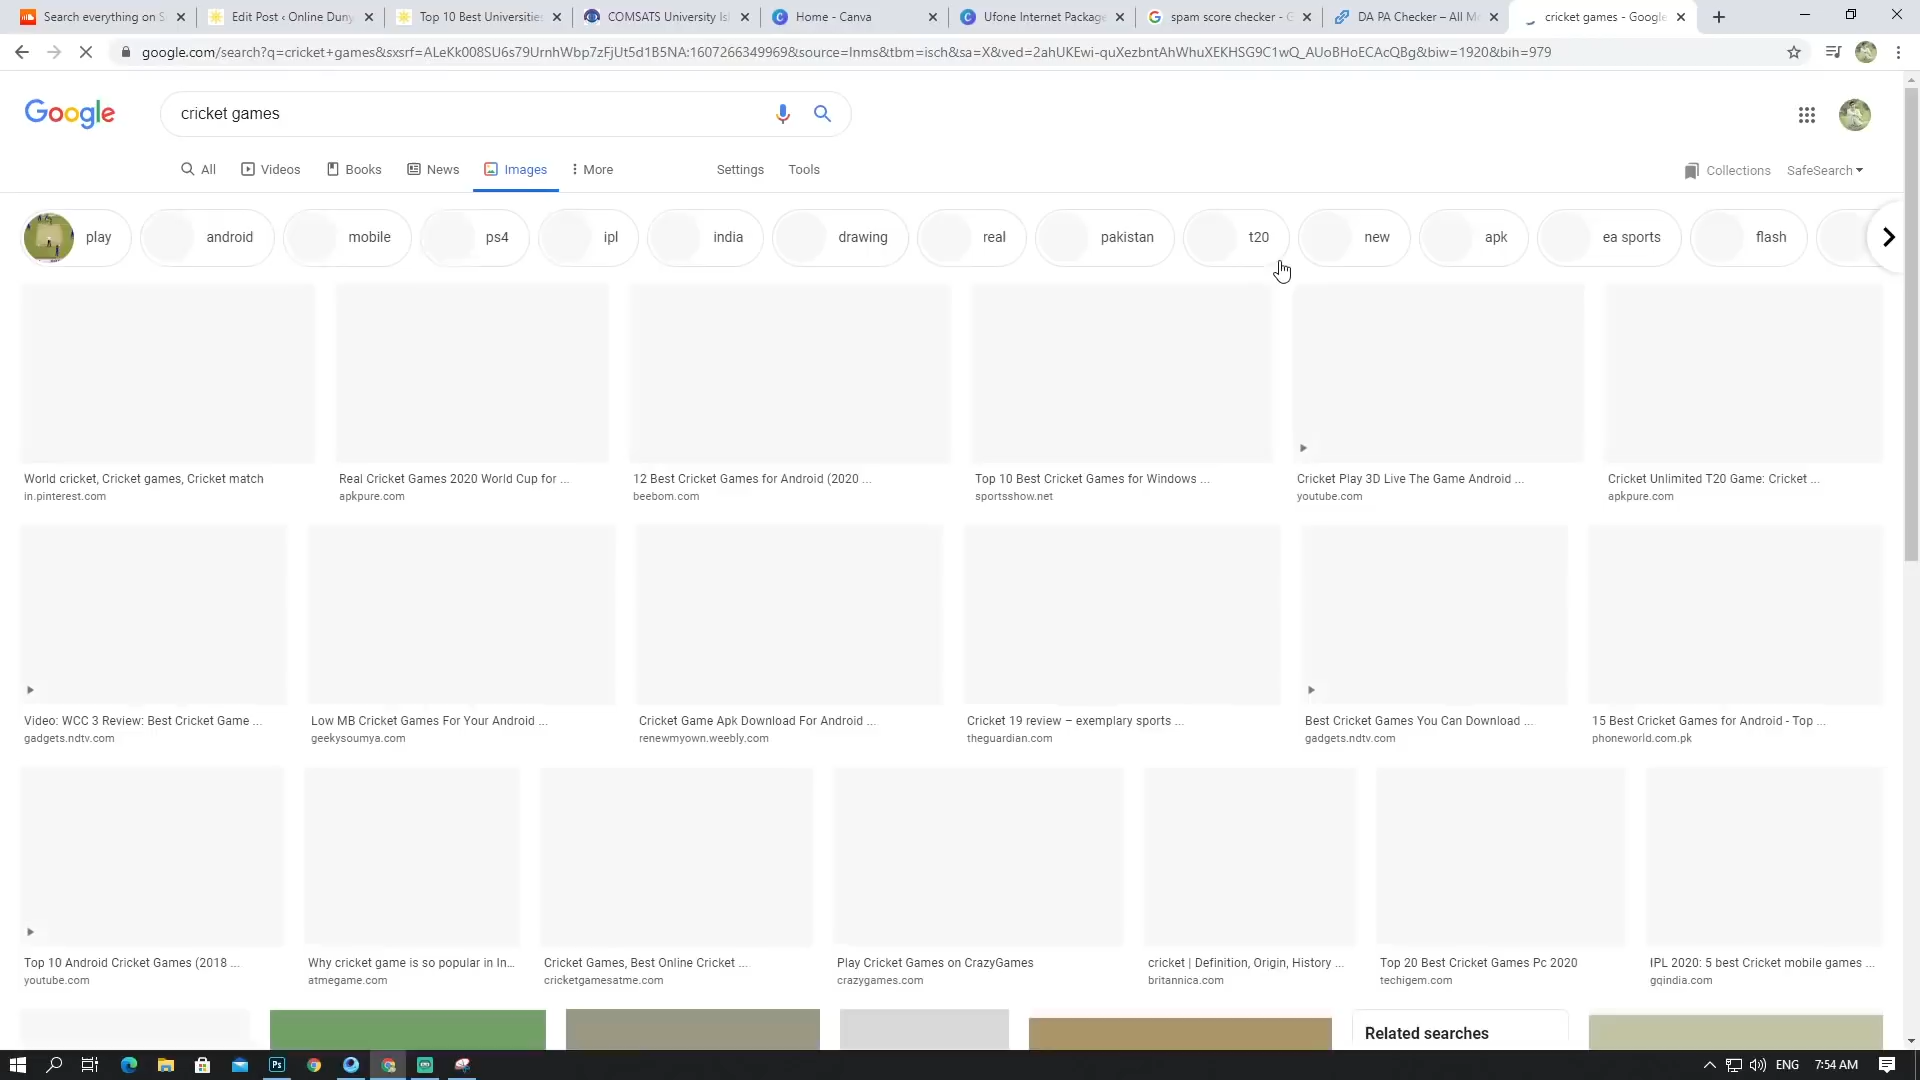 Search everything on S
Edit Post ‹ Online Duny
Top 10 Best Universities
COMSATS University Isl
Home - Canva
Ufone Internet Package
spam score checker - G
DA PA Checker – All Mo
cricket games - Google
google.com/search?q=cricket+games&sxsrf=ALeKk008SU6s79UrnhWbp7zFjUt5d1B5NA:1607266349969&source=lnms&tbm=isch&sa=X&ved=2ahUKEwi-quXezbntAhWhuXEKHSG9C1wQ_AUoBHoECAcQBg&biw=1920&bih=979
Google
cricket games
All Videos Books News Images More Settings Tools Collections SafeSearch
play android mobile ps4 ipl india drawing real pakistan t20 new apk ea sports flash
World cricket, Cricket games, Cricket match
in.pinterest.com
Real Cricket Games 2020 World Cup for ...
apkpure.com
12 Best Cricket Games for Android (2020 ...
beebom.com
Top 10 Best Cricket Games for Windows ...
sportsshow.net
Cricket Play 3D Live The Game Android ...
youtube.com
Cricket Unlimited T20 Game: Cricket ...
apkpure.com
Video: WCC 3 Review: Best Cricket Game ...
gadgets.ndtv.com
Low MB Cricket Games For Your Android ...
geekysoumya.com
Cricket Game Apk Download For Android ...
renewmyown.weebly.com
Cricket 19 review – exemplary sports ...
theguardian.com
Best Cricket Games You Can Download ...
gadgets.ndtv.com
15 Best Cricket Games for Android - Top ...
phoneworld.com.pk
Top 10 Android Cricket Games (2018 ...
youtube.com
Why cricket game is so popular in In...
atmegame.com
Cricket Games, Best Online Cricket ...
cricketgamesatme.com
Play Cricket Games on CrazyGames
crazygames.com
cricket | Definition, Origin, History ...
britannica.com
Top 20 Best Cricket Games Pc 2020
techigem.com
IPL 2020: 5 best Cricket mobile games ...
gqindia.com
Related searches
Ps
ENG
7:54 AM